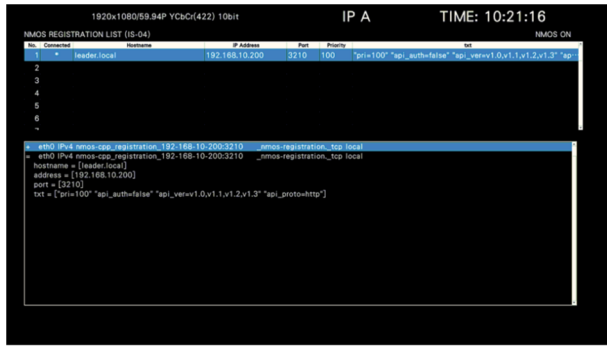 1920x1080/59.94P YCbCr(422) 10bit IP A TIME: 10:21:16
NMOS REGISTRATION LIST (IS-04) NMOS ON
No. Connected Hostname IP Address Port Priority txt
1 * leader.local 192.168.10.200 3210 100 "pri=100" "api_auth=false" "api_ver=v1.0,v1.1,v1.2,v1.3" "ap
2
3
4
5
6
+ eth0 IPv4 nmos-cpp_registration_192-168-10-200:3210 _nmos-registration._tcp local
= eth0 IPv4 nmos-cpp_registration_192-168-10-200:3210 _nmos-registration._tcp local
hostname = [leader.local]
address = [192.168.10.200]
port = [3210]
txt = ["pri=100" "api_auth=false" "api_ver=v1.0,v1.1,v1.2,v1.3" "api_proto=http"]